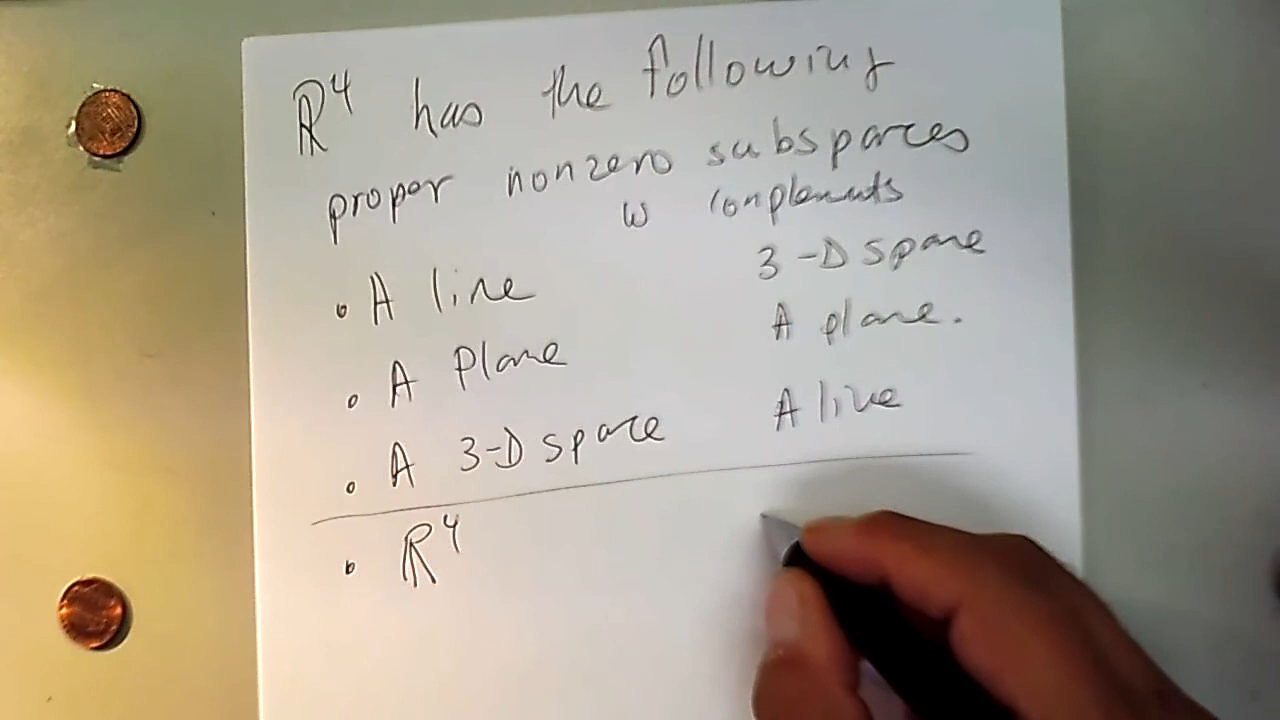 ℝ⁴ has the following
proper nonzero subspaces
W complements
• A line 3-D space
• A Plane A plane.
• A 3-D space A line
• ℝ⁴